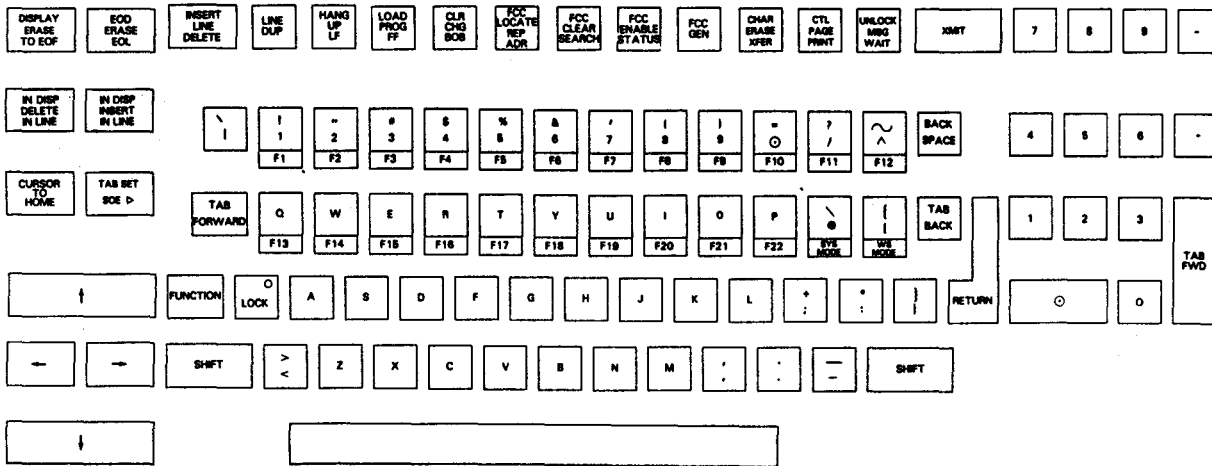 DISPLAY
ERASE
TO EOF
EOD
ERASE
EOL
INSERT
LINE
DELETE
LINE
DUP
HANG
UP
LF
LOAD
PROG
FF
CLR
CHG
BOB
FCC
LOCATE
REP
ADR
FCC
CLEAR
SEARCH
FCC
ENABLE
STATUS
FCC
GEN
CHAR
ERASE
XFER
CTL
PAGE
PRINT
UNLOCK
MSG
WAIT
XMIT
7
8
9
-
IN DISP
DELETE
IN LINE
IN DISP
INSERT
IN LINE
\
|
!
1
F1
"
2
F2
#
3
F3
$
4
F4
%
5
F5
&
6
F6
'
7
F7
(
8
F8
)
9
F9
=
F10
?
/
F11
~
^
F12
BACK
SPACE
4
5
6
CURSOR
TO
HOME
TAB SET
SOE ▷
TAB
FORWARD
Q
F13
W
F14
E
F15
R
F16
T
F17
Y
F18
U
F19
I
F20
O
F21
P
F22
\
SYS
MODE
WS
MODE
TAB
BACK
RETURN
1
2
3
TAB
FWD
↑
FUNCTION
LOCK
A
S
D
F
G
H
J
K
L
+
;
*
:
}
0
←
→
SHIFT
>
<
Z
X
C
V
B
N
M
,
.
—
–
SHIFT
↓